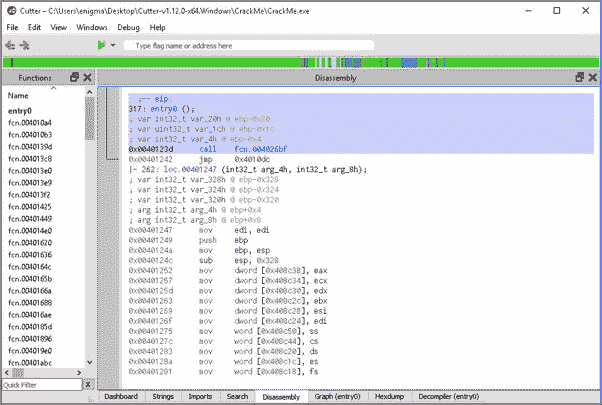 Cutter – C:\Users\enigma\Desktop\Cutter-v1.12.0-x64.Windows\CrackMe\CrackMe.exe
File Edit View Windows Debug Help
Type flag name or address here
Functions
Name
entry0
fcn.004010a4
fcn.004010b3
fcn.0040139d
fcn.004013c8
fcn.004013e0
fcn.004013e9
fcn.004013f2
fcn.00401425
fcn.00401449
fcn.004014e0
fcn.00401620
fcn.00401636
fcn.0040164c
fcn.0040165b
fcn.0040166a
fcn.00401688
fcn.004016ae
fcn.0040185d
fcn.00401896
fcn.004019e0
fcn.00401abc
Quick Filter
X
Disassembly
;-- eip:
317: entry0 ();
; var int32_t var_20h @ ebp-0x20
; var uint32_t var_1ch @ ebp-0x1c
; var int32_t var_4h @ ebp-0x4
0x0040123d call fcn.004026bf
0x00401242 jmp 0x4010dc
|- 262: loc.00401247 (int32_t arg_4h, int32_t arg_8h);
; var int32_t var_328h @ ebp-0x328
; var int32_t var_324h @ ebp-0x324
; var int32_t var_320h @ ebp-0x320
; arg int32_t arg_4h @ ebp+0x4
; arg int32_t arg_8h @ ebp+0x8
0x00401247 mov edi, edi
0x00401249 push ebp
0x0040124a mov ebp, esp
0x0040124c sub esp, 0x328
0x00401252 mov dword [0x408c38], eax
0x00401257 mov dword [0x408c34], ecx
0x0040125d mov dword [0x408c30], edx
0x00401263 mov dword [0x408c2c], ebx
0x00401269 mov dword [0x408c28], esi
0x0040126f mov dword [0x408c24], edi
0x00401275 mov word [0x408c50], ss
0x0040127c mov word [0x408c44], cs
0x00401283 mov word [0x408c20], ds
0x0040128a mov word [0x408c1c], es
0x00401291 mov word [0x408c18], fs
Dashboard Strings Imports Search Disassembly Graph (entry0) Hexdump Decompiler (entry0)